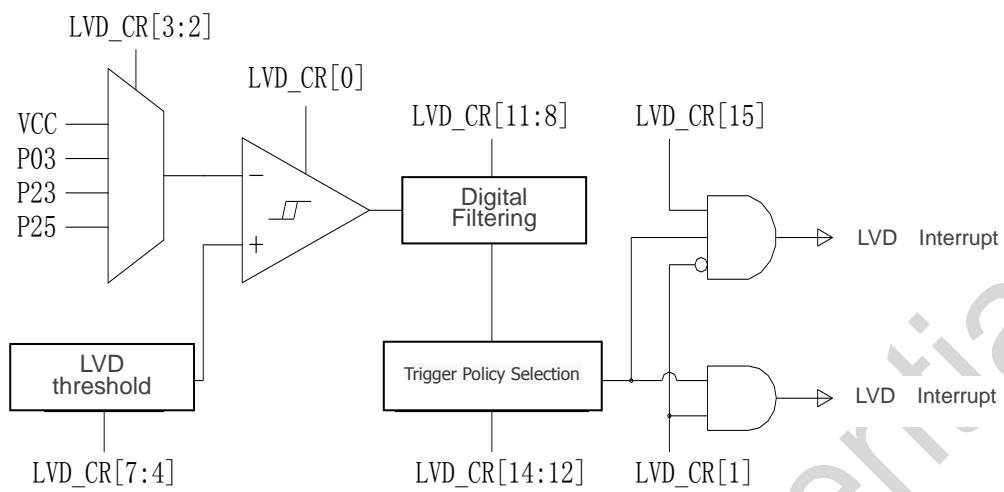 LVD_CR[3:2]
LVD_CR[0]
LVD_CR[11:8]
LVD_CR[15]
VCC
P03
P23
P25
−
+
Digital
Filtering
LVD Interrupt
LVD
threshold
Trigger Policy Selection
LVD Interrupt
LVD_CR[7:4]
LVD_CR[14:12]
LVD_CR[1]